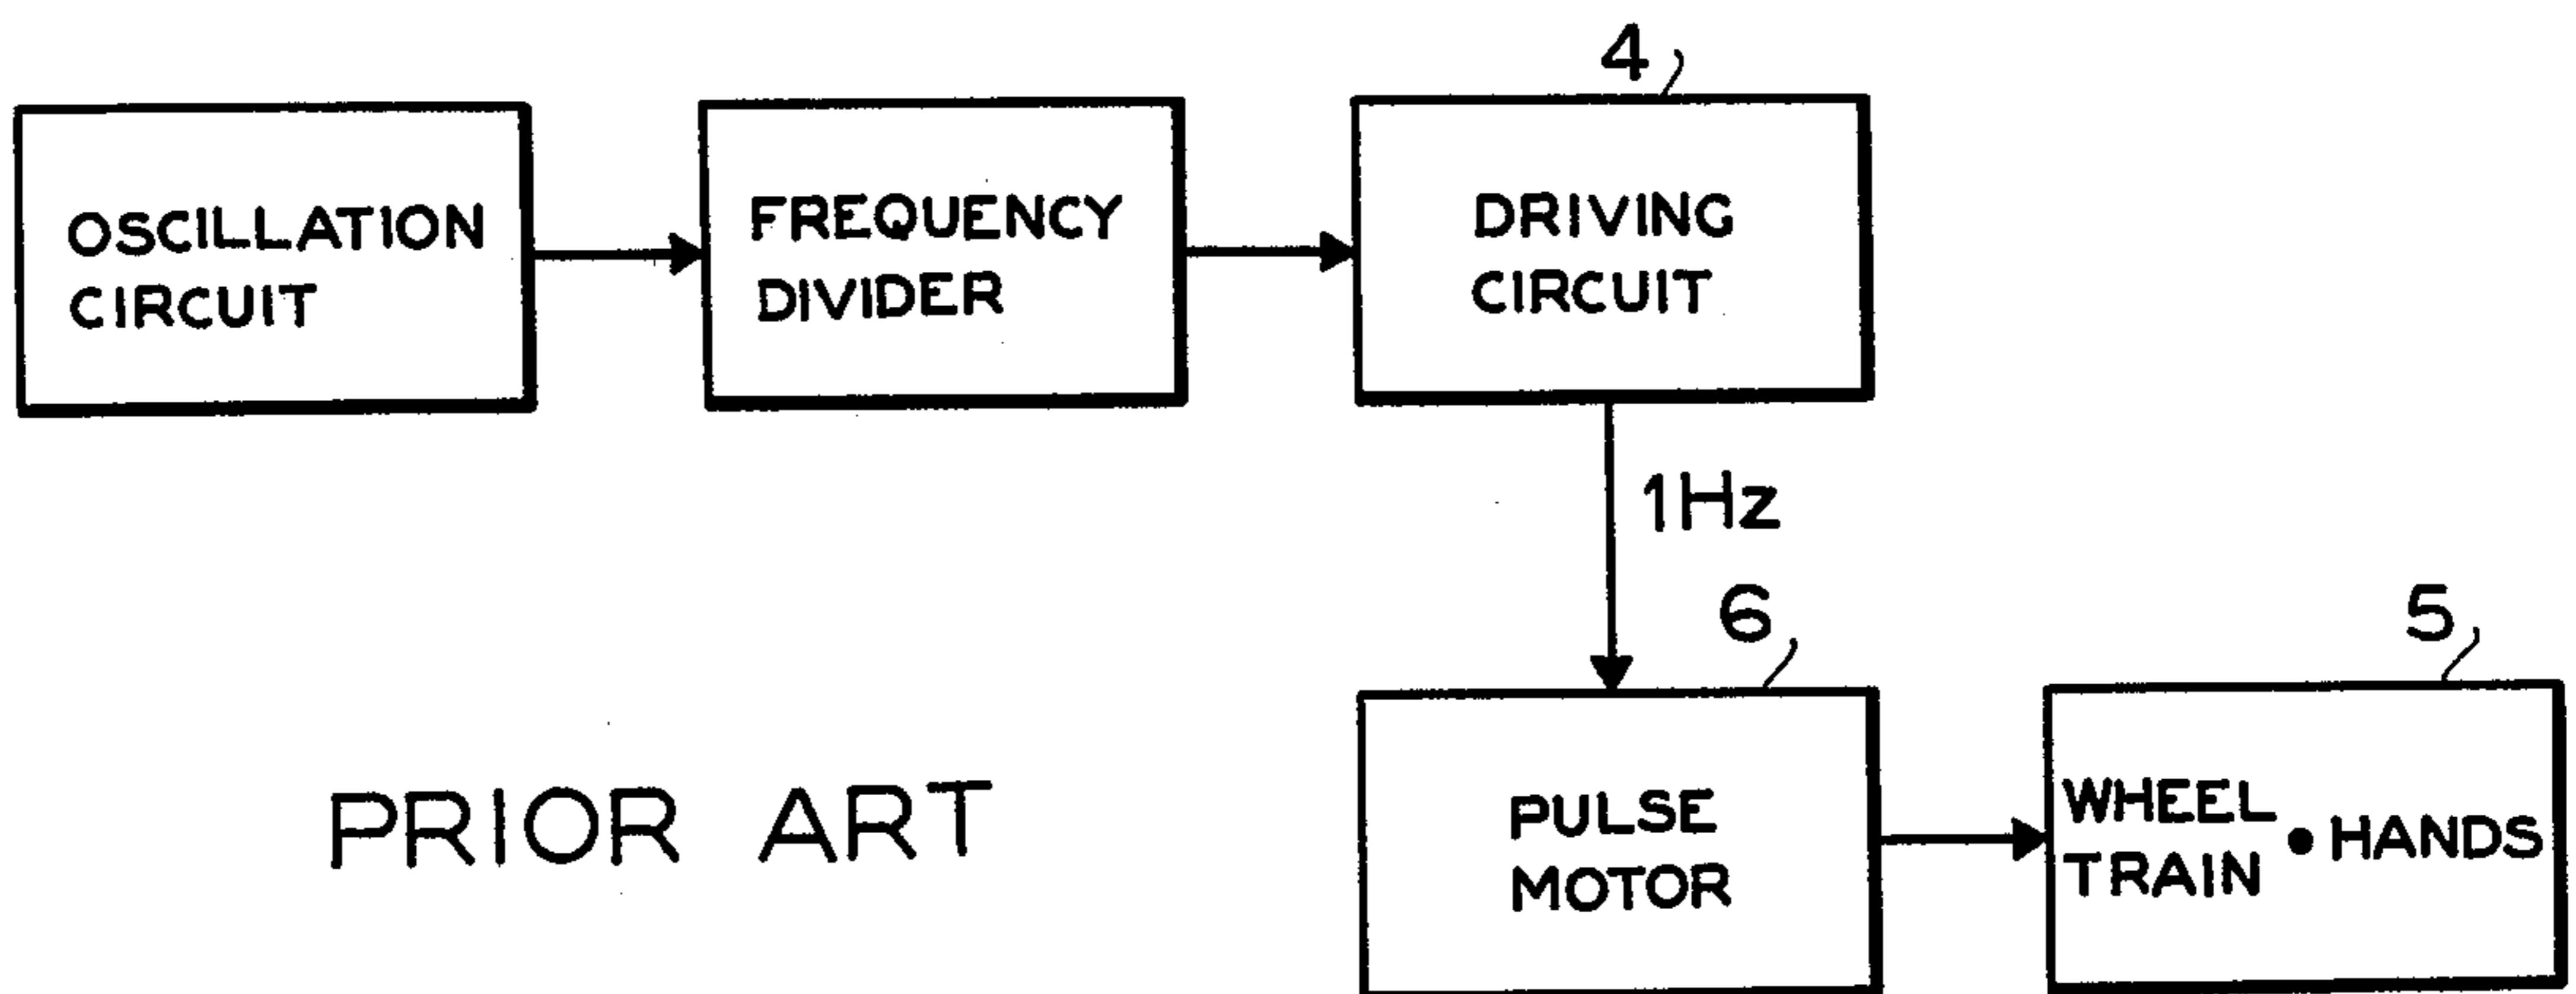 4
OSCILLATION
CIRCUIT
FREQUENCY
DIVIDER
DRIVING
CIRCUIT
1Hz
6
5
PULSE
MOTOR
WHEEL
TRAIN
• HANDS
PRIOR ART